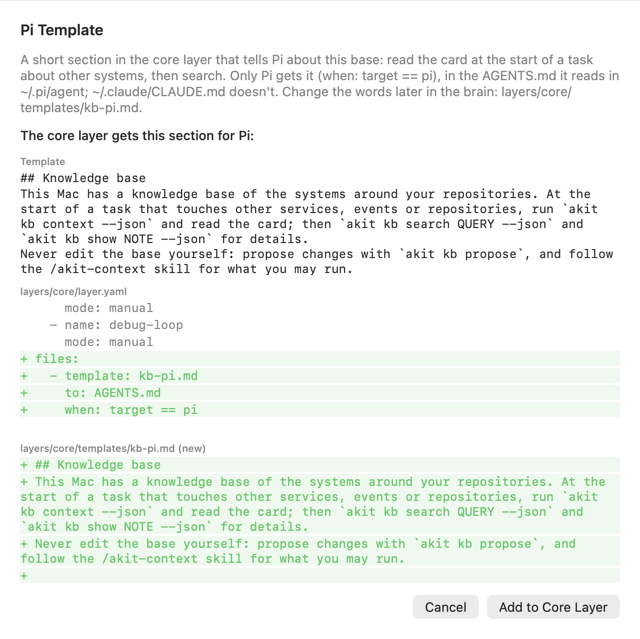 Pi Template
A short section in the core layer that tells Pi about this base: read the card at the start of a task
about other systems, then search. Only Pi gets it (when: target == pi), in the AGENTS.md it reads in
~/.pi/agent; ~/.claude/CLAUDE.md doesn't. Change the words later in the brain: layers/core/
templates/kb-pi.md.
The core layer gets this section for Pi:
Template
## Knowledge base
This Mac has a knowledge base of the systems around your repositories. At the
start of a task that touches other services, events or repositories, run `akit
kb context --json` and read the card; then `akit kb search QUERY --json` and
`akit kb show NOTE --json` for details.
Never edit the base yourself: propose changes with `akit kb propose`, and follow
the /akit-context skill for what you may run.
layers/core/layer.yaml
mode: manual
- name: debug-loop
mode: manual
+ files:
+   - template: kb-pi.md
+     to: AGENTS.md
+     when: target == pi
layers/core/templates/kb-pi.md (new)
+ ## Knowledge base
+ This Mac has a knowledge base of the systems around your repositories. At the
start of a task that touches other services, events or repositories, run `akit
kb context --json` and read the card; then `akit kb search QUERY --json` and
`akit kb show NOTE --json` for details.
+ Never edit the base yourself: propose changes with `akit kb propose`, and
follow the /akit-context skill for what you may run.
+
Cancel
Add to Core Layer